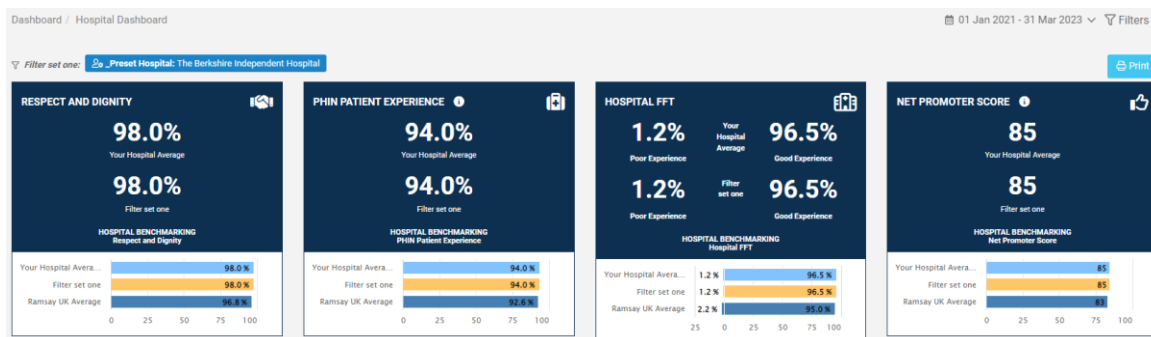 Dashboard / Hospital Dashboard
01 Jan 2021 - 31 Mar 2023 Filters
Filter set one: _Preset Hospital: The Berkshire Independent Hospital
Print
RESPECT AND DIGNITY
98.0%
Your Hospital Average
98.0%
Filter set one
HOSPITAL BENCHMARKING
Respect and Dignity
Your Hospital Avera... 98.0 %
Filter set one 98.0 %
Ramsay UK Average 96.8 %
0 25 50 75 100
PHIN PATIENT EXPERIENCE
94.0%
Your Hospital Average
94.0%
Filter set one
HOSPITAL BENCHMARKING
PHIN Patient Experience
Your Hospital Avera... 94.0 %
Filter set one 94.0 %
Ramsay UK Average 92.6 %
0 25 50 75 100
HOSPITAL FFT
1.2% Your Hospital Average 96.5%
Poor Experience Good Experience
1.2% Filter set one 96.5%
Poor Experience Good Experience
HOSPITAL BENCHMARKING
Hospital FFT
Your Hospital Avera... 1.2 % 96.5 %
Filter set one 1.2 % 96.5 %
Ramsay UK Average 2.2 % 95.0 %
25 0 25 50 75 100
NET PROMOTER SCORE
85
Your Hospital Average
85
Filter set one
HOSPITAL BENCHMARKING
Net Promoter Score
Your Hospital Avera... 85
Filter set one 85
Ramsay UK Average 83
0 25 50 75 100